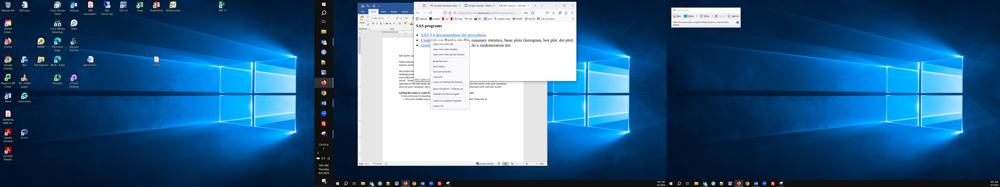 Recycle Bin
TBD.docx
Cisco Secure
Client
Outlook
JPM
exceedanc...
SAS
Server.rdp
SAS 9.4
Excel
PowerPoint
TeXnicCenter
JMP 17
Adobe
Creati...
Cisco Webex
Meetings
Slack
Firefox
MARK
Microsoft
Edge
Mersive
Solstice
Google
Chrome
Box
File Explorer
Work - Edge
germinatio...
30Aug
PaperCut MF
Client
VLC media
player
Panopto
GitHub
Desktop
Word
Grammarly
Updating
SAM En...
Adobe
Acrobat
R 4.4.1
Acrobat
Reader
Desktop
9:01 AM
Thursday
9/5/2024
File Home Insert Design Layout
Paste
Calibri (Body) 11
Clipboard
Font
SAS studio: up
These instruct
systems and b
SAS Studio run
desktop) provi
worry about tv
server. These
uploaded to the SAS server an from the server onto your computer.
Once on your computer, you c therwise work with the results.
Getting files (data or code) fro rver:
Use a browser to downloa
o The most reliable way is lect "Save link as:
Page 1 of 1 179 words
Display Settings
100%
Acoustic Summary slides -
Google Calendar - Week o
Stat 5870, section 2 - SAS infor
https://pdixon.stat.iastate.edu/stat587/sasprogs.html
150%
calendar weather aes ISU index mail ISEC news weather maps GLMM stat 587 web of science
SAS programs
SAS 9.4 documentation for procedures.
Creativity.sas Read a csv file, summary statistics, basic plots (histogram, box plot, dot plot)
creati , do a randomization test
https://pdixon.st
Open Link in New Tab
Open Link in New Window
Open Link in New Private Window
Bookmark Link...
Save Link As...
Save Link to Pocket
Copy Link
Copy Link Without Site Tracking
Search Google for "Creativity.sas"
Translate Link Text to English
Inspect Accessibility Properties
Inspect (Q)
9:01 AM
9/5/2024
Snipping Tool
New Mode Delay Cancel Options
Select the snip mode using the Mode button or click the New
button.
9:01 AM
9/5/2024